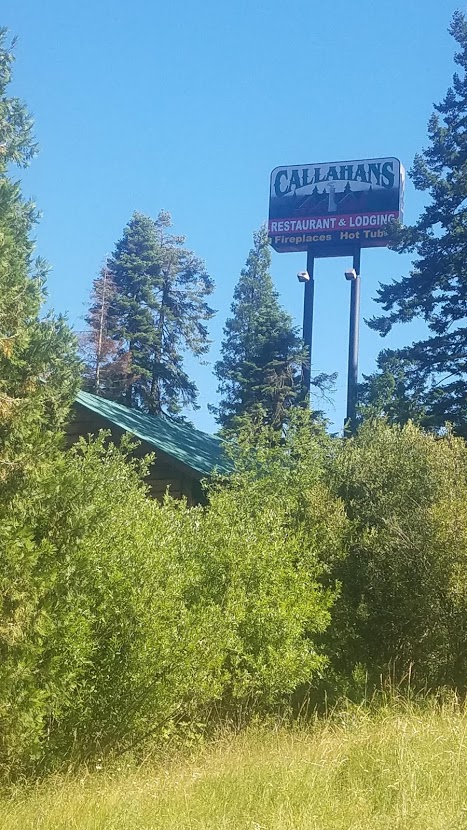 CALLAHANS
RESTAURANT & LODGING
Fireplaces Hot Tubs